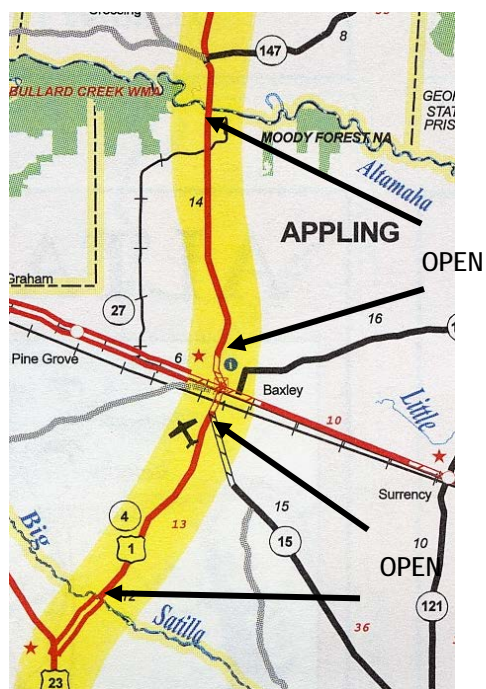 Crossing
147
8
BULLARD CREEK WMA
GEOR
STAT
PRIS
MOODY FOREST NA
Altamaha
14
APPLING
OPEN
Graham
27
16
i
6
Pine Grove
Baxley
10
Little
Surrency
15
4
13
1
15
10
OPEN
Big
12
Satilla
121
36
23